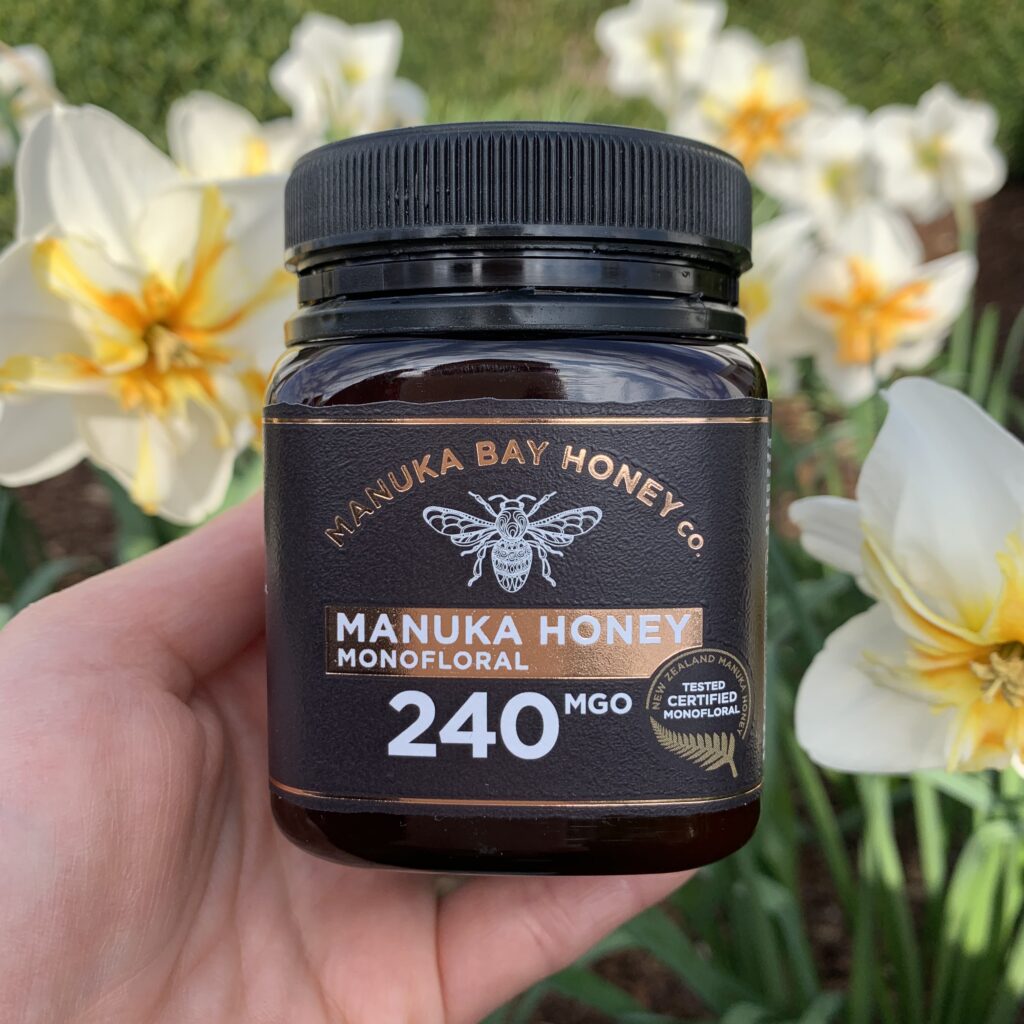 MANUKA BAY HONEY CO.
MANUKA HONEY
MONOFLORAL
240 MGO
NEW ZEALAND MANUKA HONEY
TESTED
CERTIFIED
MONOFLORAL